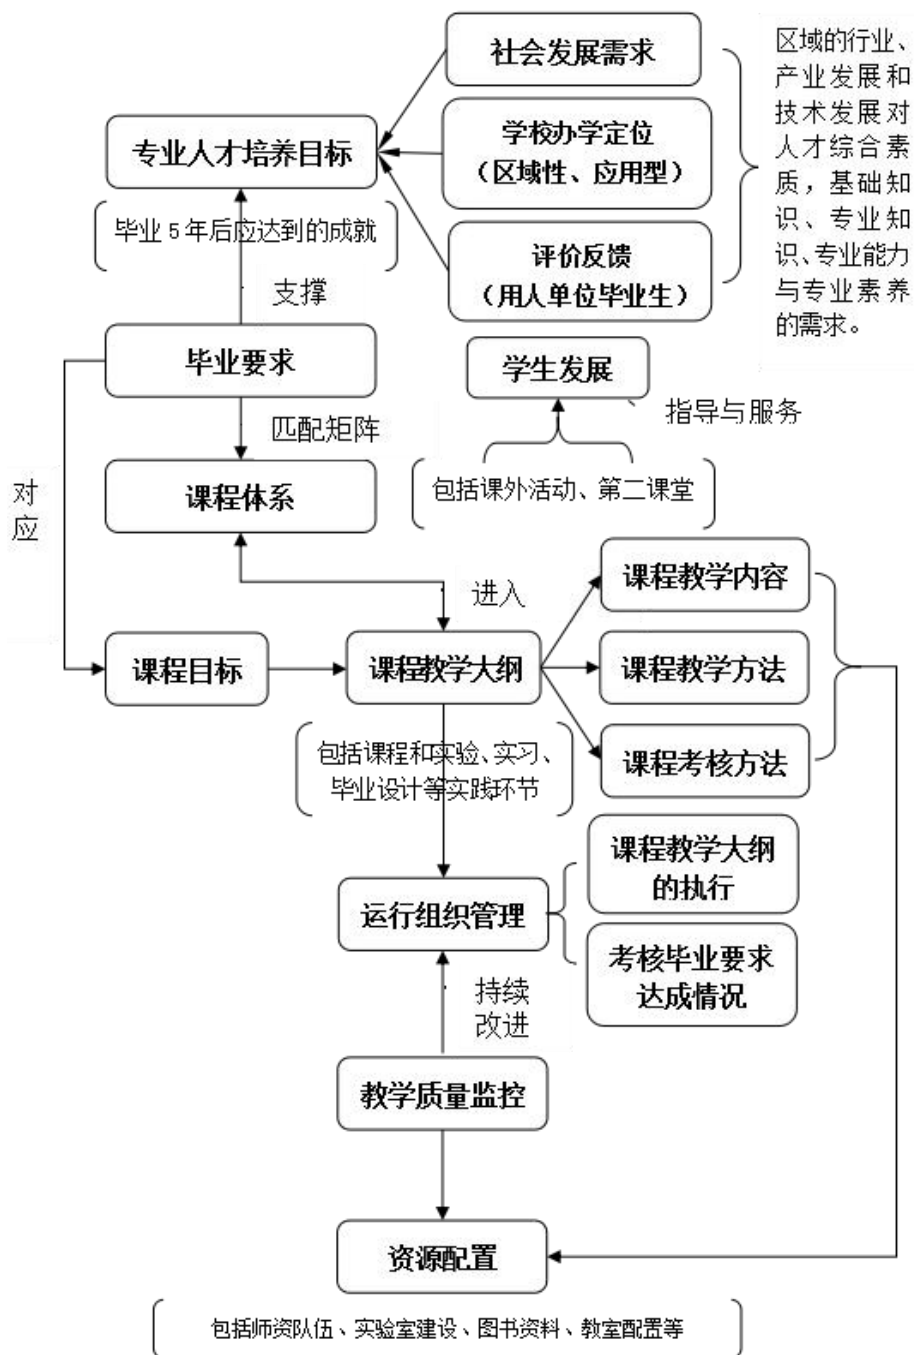 社会发展需求
学校办学定位
（区域性、应用型）
评价反馈
（用人单位毕业生）
区域的行业、
产业发展和
技术发展对
人才综合素
质，基础知
识、专业知
识、专业能力
与专业素养
的需求。
专业人才培养目标
毕业 5 年后应达到的成就
支撑
毕业要求
学生发展
指导与服务
匹配矩阵
包括课外活动、第二课堂
课程体系
对
应
进入
课程教学内容
课程目标
课程教学大纲
课程教学方法
课程考核方法
包括课程和实验、实习、
毕业设计等实践环节
课程教学大纲
的执行
运行组织管理
考核毕业要求
达成情况
持续
改进
教学质量监控
资源配置
包括师资队伍、实验室建设、图书资料、教室配置等